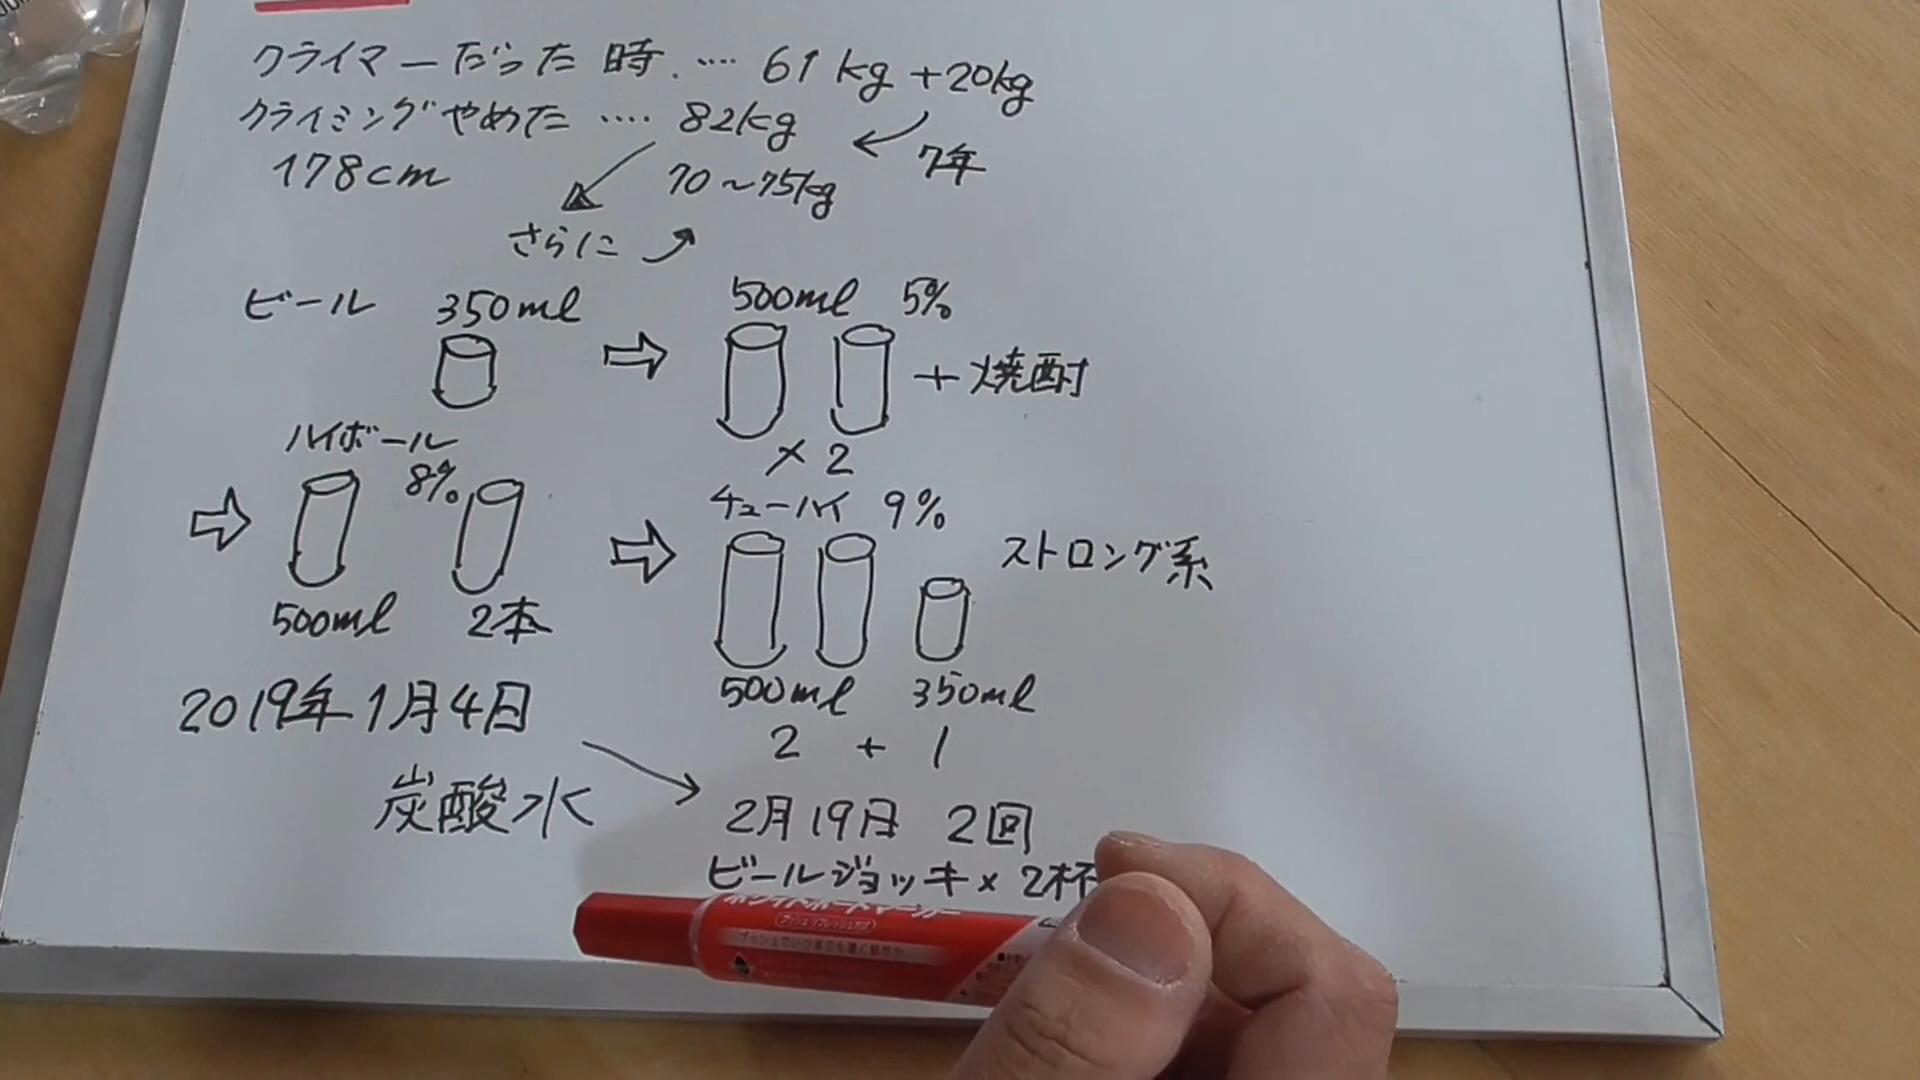 クライマーだった時 .... 61kg +20kg
クライミングやめた .... 82kg
7年
178cm
70~75kg
さらに
ビール 350ml
500ml 5%
+焼酎
×2
ハイボール
8%
500ml 2本
チューハイ 9%
ストロング系
500ml 350ml
2 + 1
2019年1月4日
炭酸水
2月19日 2回
ビールジョッキ× 2杯